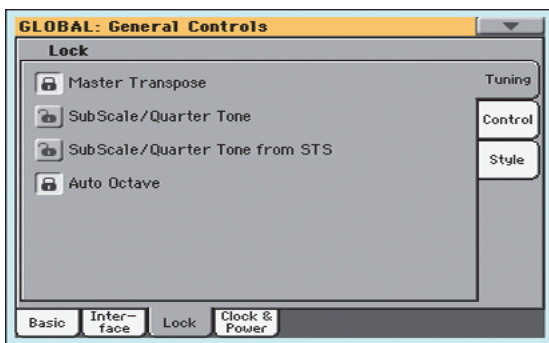 GLOBAL: General Controls
Lock
Master Transpose
SubScale/Quarter Tone
SubScale/Quarter Tone from STS
Auto Octave
Tuning
Control
Style
Basic
Inter-
face
Lock
Clock &
Power